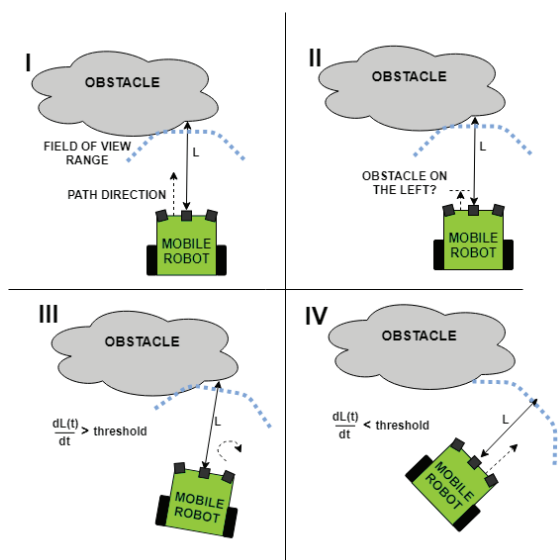 I
OBSTACLE
FIELD OF VIEW
RANGE
L
PATH DIRECTION
MOBILE
ROBOT
II
OBSTACLE
L
OBSTACLE ON
THE LEFT?
MOBILE
ROBOT
III
OBSTACLE
dL(t)
dt
> threshold
L
MOBILE
ROBOT
IV
OBSTACLE
dL(t)
dt
< threshold
L
MOBILE
ROBOT